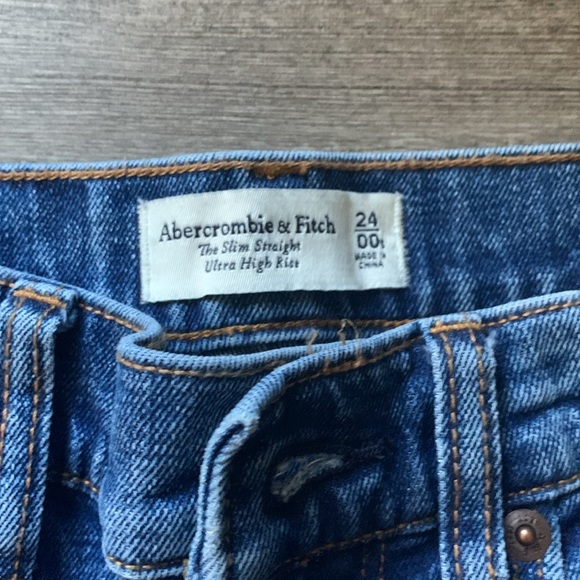 Abercrombie & Fitch
The Slim Straight
Ultra High Rise
24
00s
MADE IN
CHINA